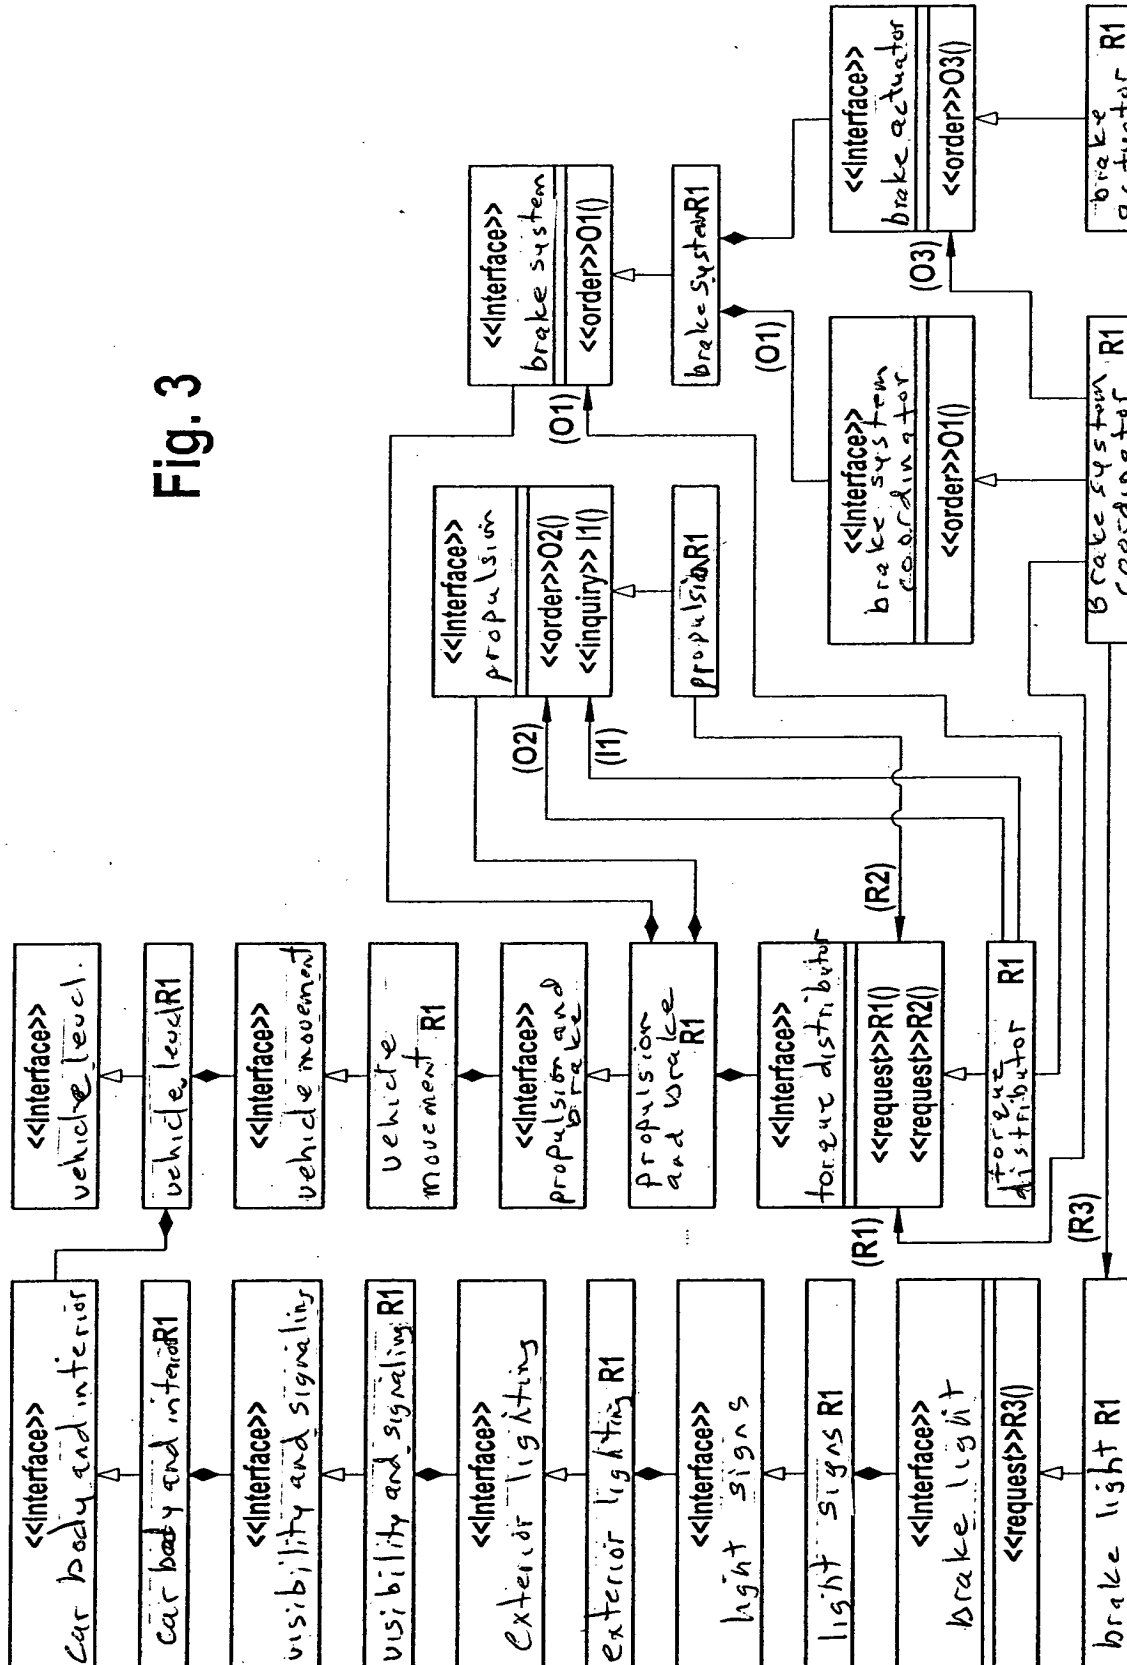 Fig. 3
<<Interface>>
vehicle level.
vehicle level R1
<<Interface>>
vehicle movement
vehicle
movement R1
<<Interface>>
propulsion and
brake
propulsion
and brake
R1
<<Interface>>
torque distributor
<<request>>R1()
<<request>>R2()
torque
distributor
R1
<<Interface>>
car body and interior
car body and interior R1
<<Interface>>
visibility and signaling
visibility and signaling R1
<<Interface>>
exterior lighting
exterior lighting R1
<<Interface>>
light signs
light signs R1
<<Interface>>
brake light
<<request>>R3()
brake light R1
<<Interface>>
propulsion
<<order>>O2()
<<inquiry>>I1()
propulsion R1
<<Interface>>
brake system
<<order>>O1()
brake system R1
<<Interface>>
brake system
coordinator
<<order>>O1()
Brake system
coordinator
R1
<<Interface>>
brake actuator
<<order>>O3()
brake
actuator R1
(O1)
(O2)
(I1)
(R2)
(R1)
(R3)
(O1)
(O3)